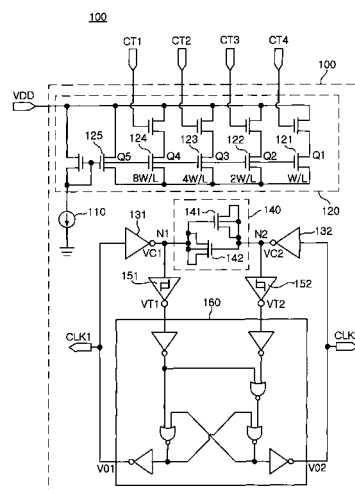 100
CT1 CT2 CT3 CT4
100
VDD
125 124 123 122 121
Q5 Q4 Q3 Q2 Q1
8W/L 4W/L 2W/L W/L
110
120
131 141 140
N1 N2
VC1 142 VC2 132
151 152
VT1 VT2
160
CLK1
V01 V02